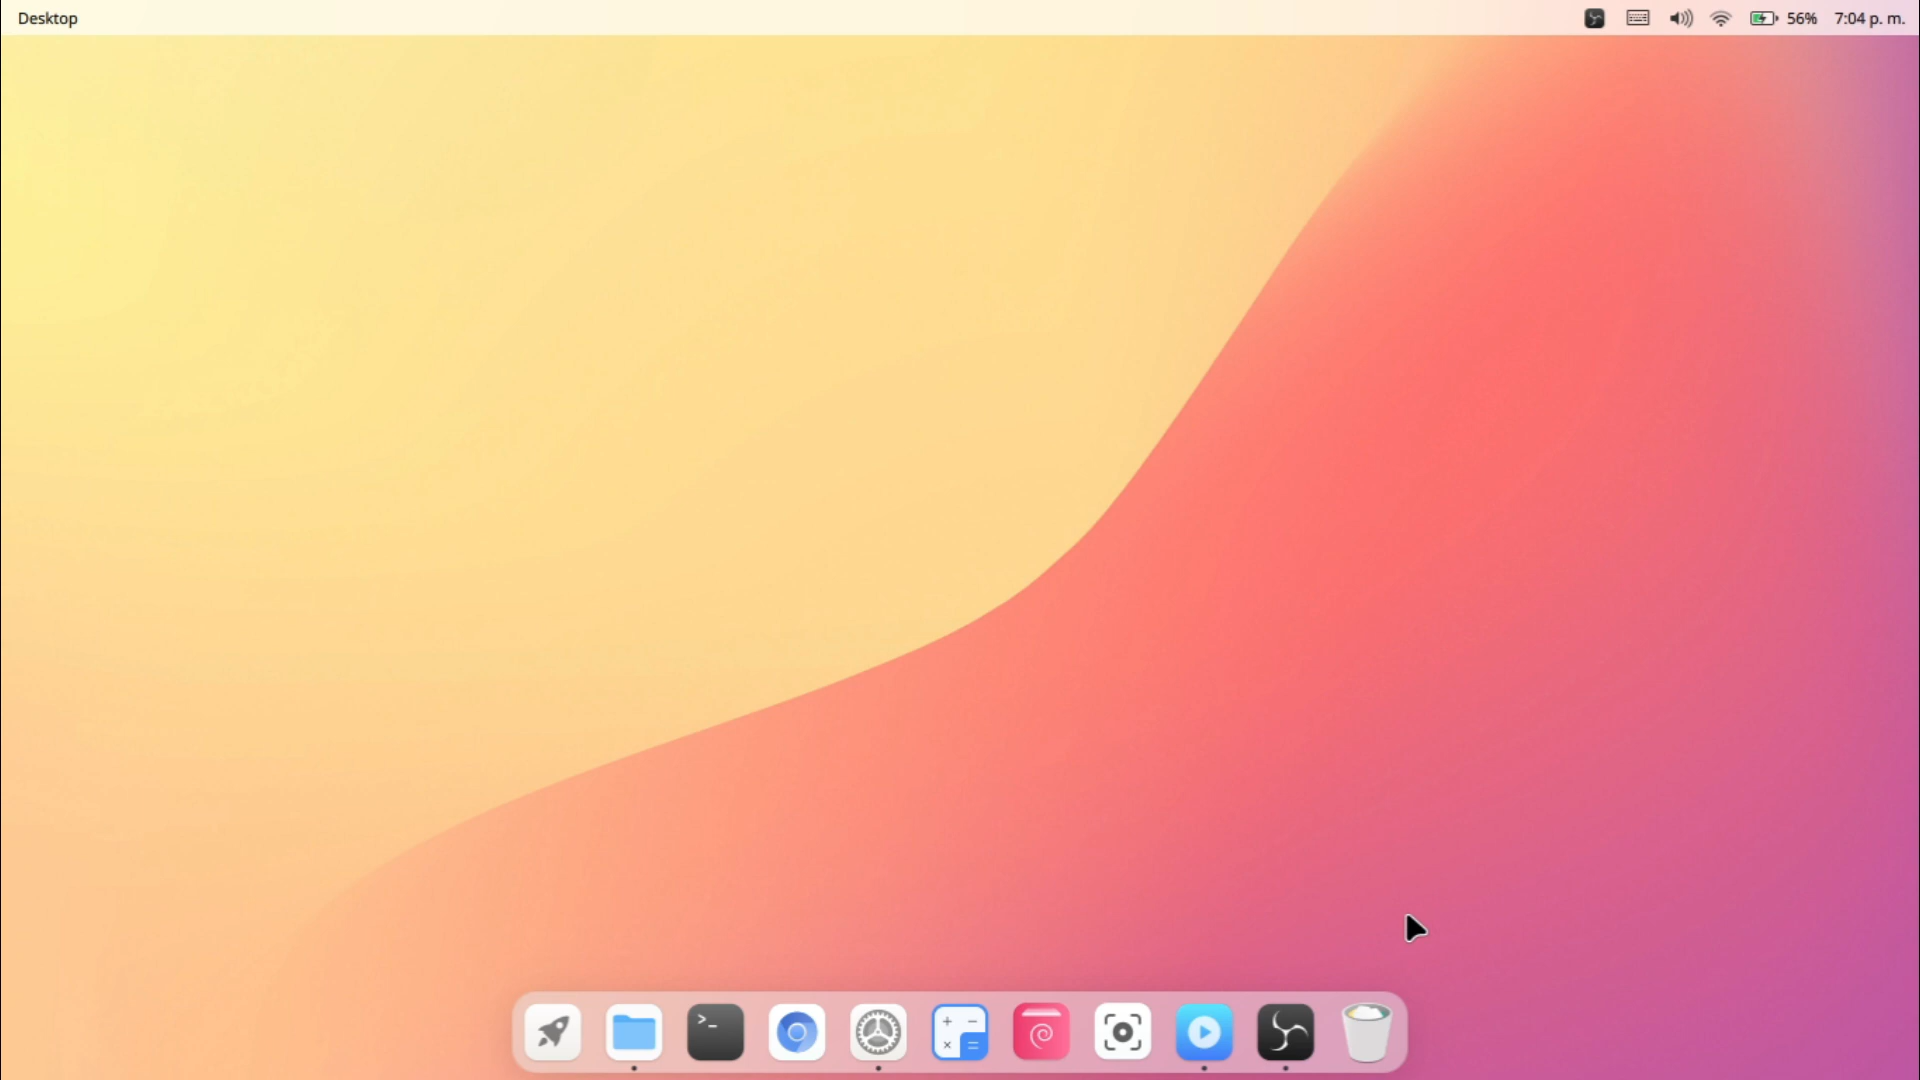 Desktop
56%
7:04 p. m.
>_
+ −
× =